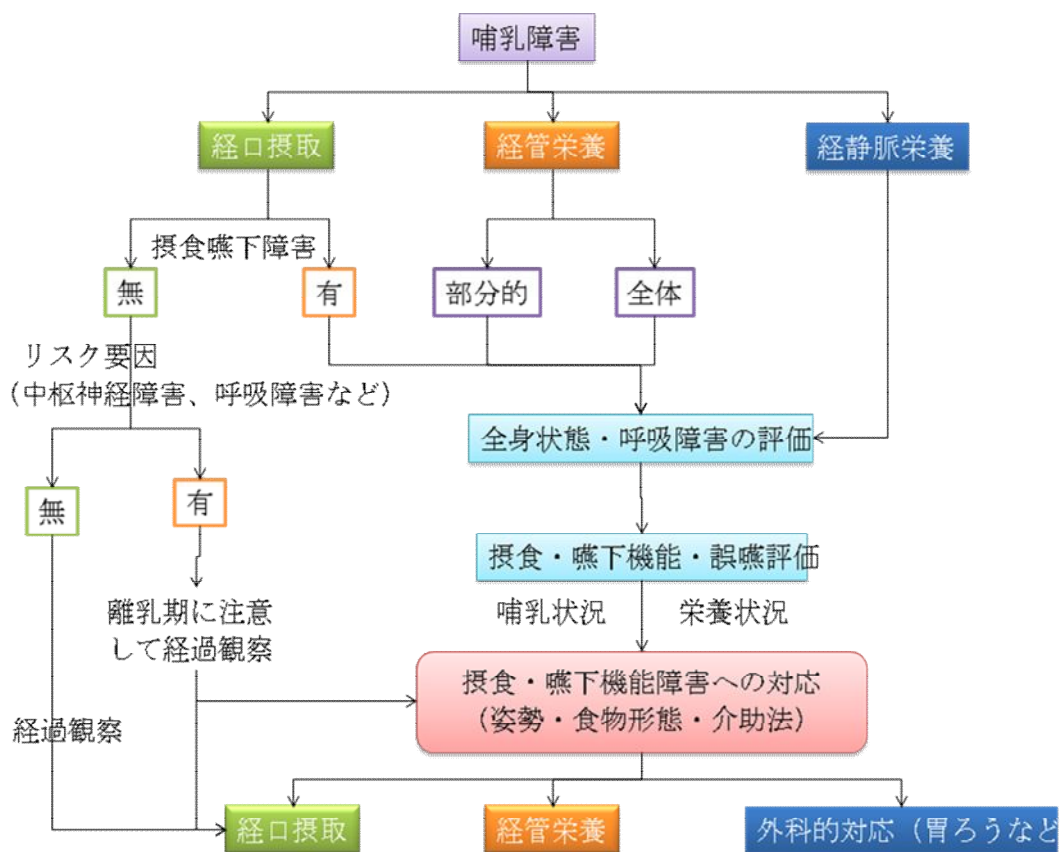 哺乳障害
経口摂取
経管栄養
経静脈栄養
摂食嚥下障害
無
有
部分的
全体
リスク要因
（中枢神経障害、呼吸障害など）
全身状態・呼吸障害の評価
無
有
摂食・嚥下機能・誤嚥評価
離乳期に注意
して経過観察
哺乳状況
栄養状況
摂食・嚥下機能障害への対応
（姿勢・食物形態・介助法）
経過観察
経口摂取
経管栄養
外科的対応（胃ろうなど